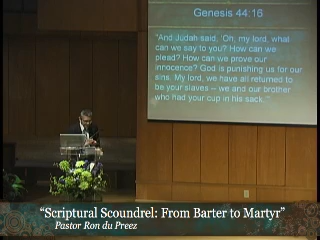 Genesis 44:16
"And Judah said, 'Oh, my lord, what
can we say to you? How can we
plead? How can we prove our
innocence? God is punishing us for our
sins. My lord, we have all returned to
be your slaves – we and our brother
who had your cup in his sack.'"
“Scriptural Scoundrel: From Barter to Martyr”
Pastor Ron du Preez